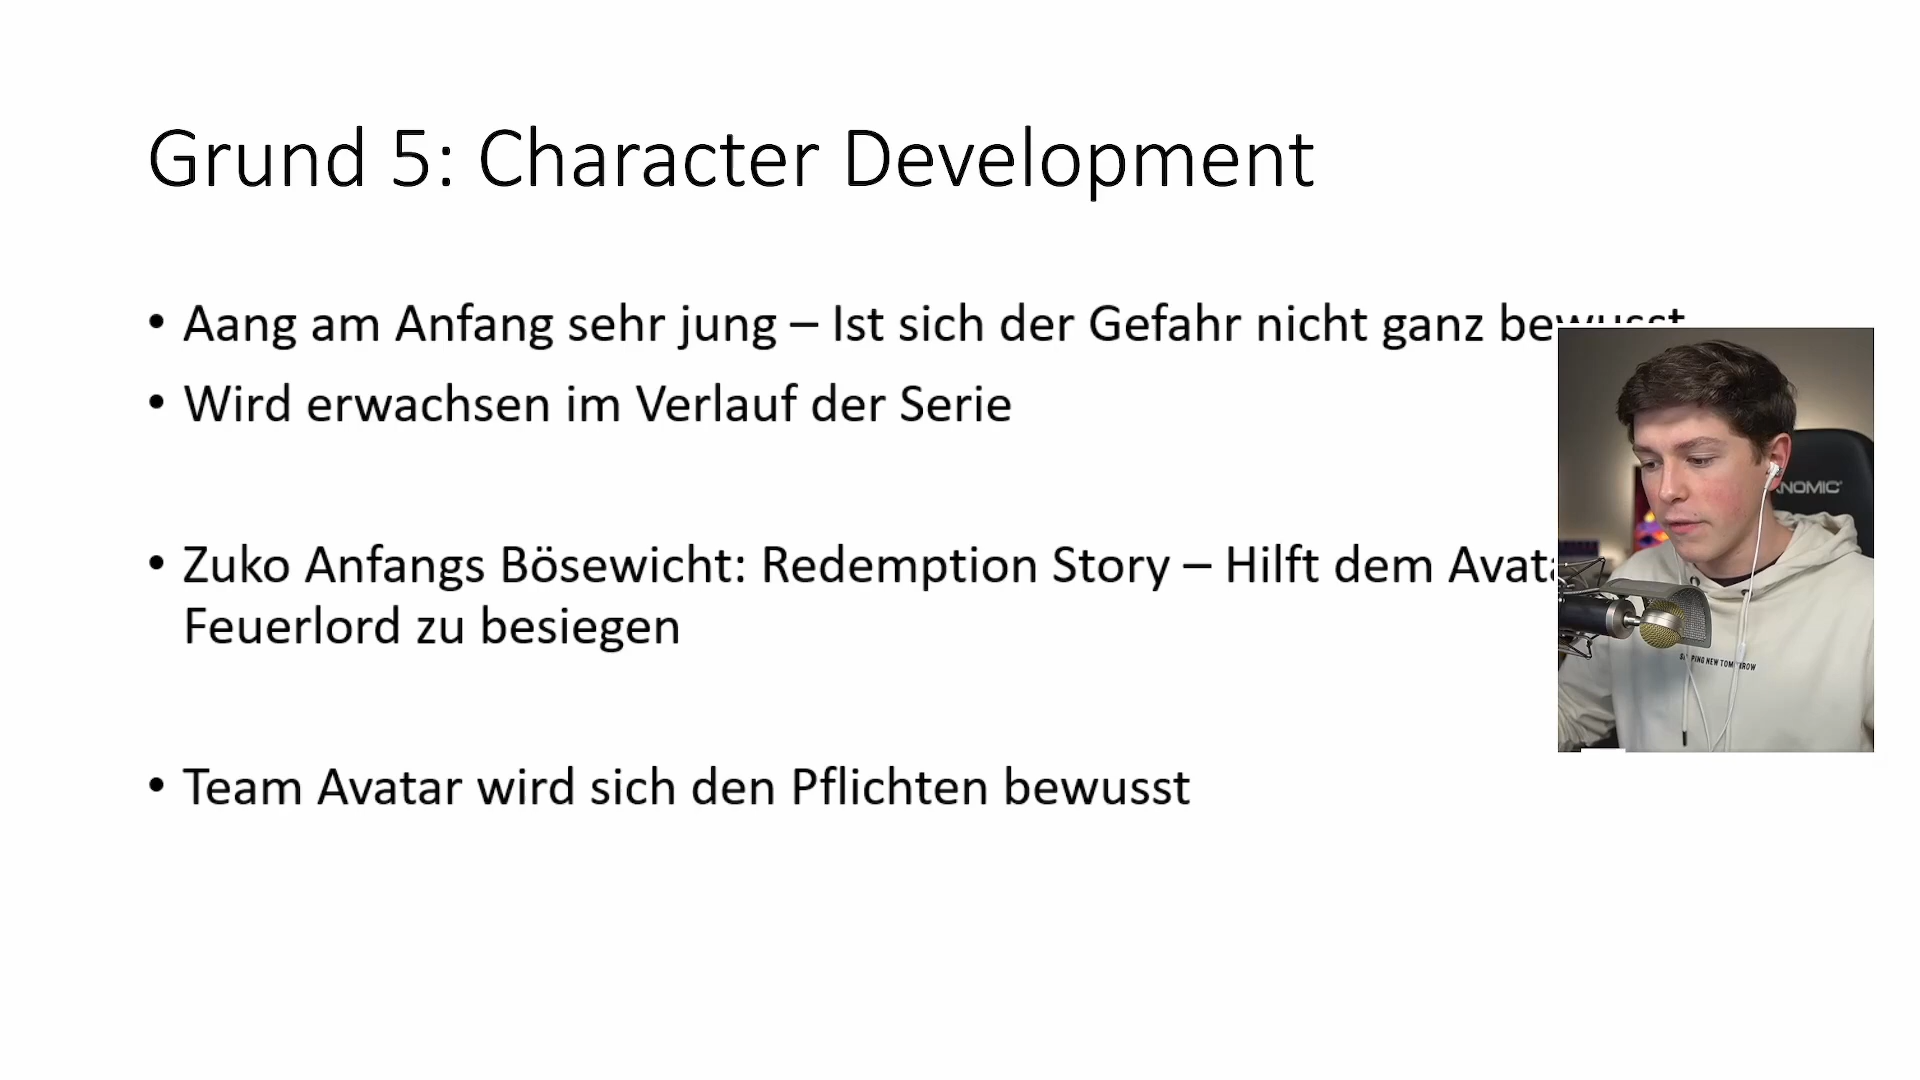 Grund 5: Character Development
• Aang am Anfang sehr jung – Ist sich der Gefahr nicht ganz bewusst
• Wird erwachsen im Verlauf der Serie
• Zuko Anfangs Bösewicht: Redemption Story – Hilft dem
Feuerlord zu besiegen
• Team Avatar wird sich den Pflichten bewusst
NEW